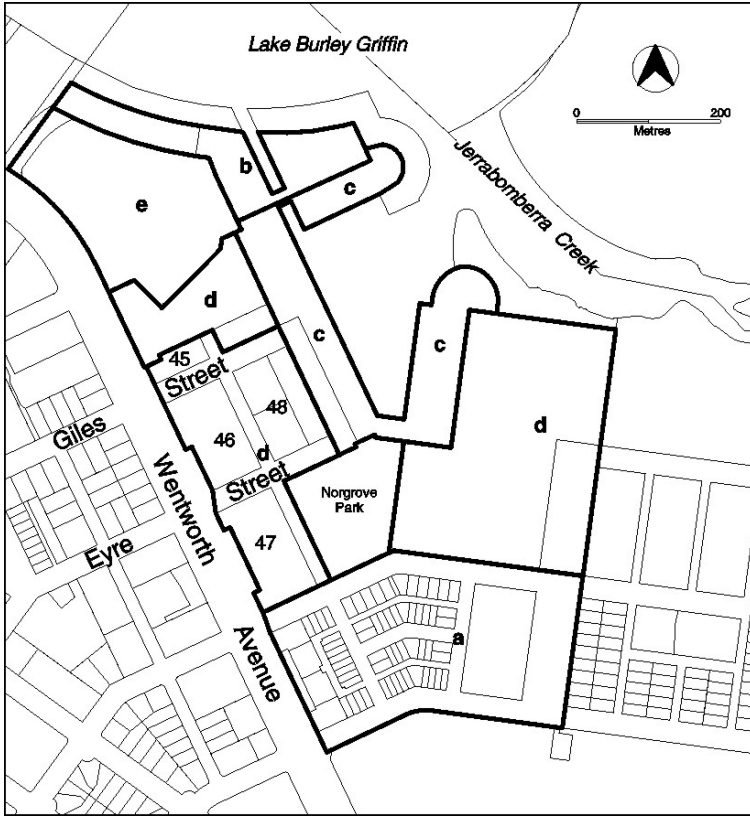 Lake Burley Griffin
0
200
Metres
Jerrabomberra Creek
b
c
e
d
c
c
45
Street
48
46
d
Street
d
Giles
Wentworth
Norgrove
Park
Eyre
47
Avenue
a